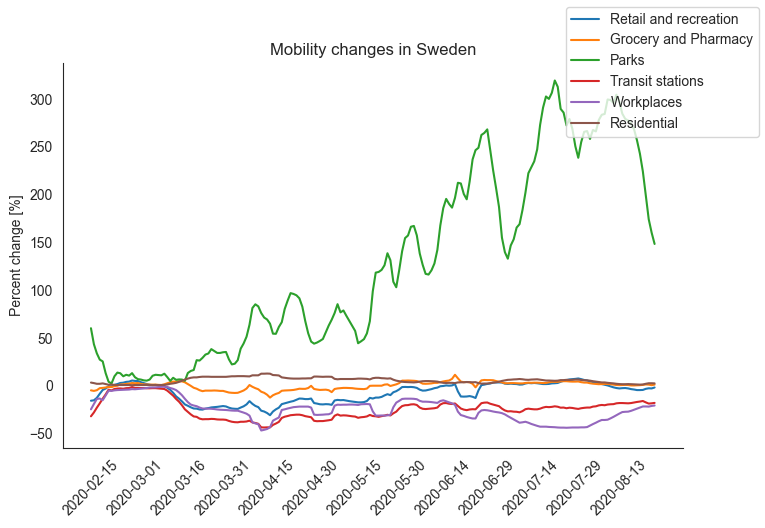 Mobility changes in Sweden
Retail and recreation
Grocery and Pharmacy
Parks
Transit stations
Workplaces
Residential
Percent change [%]
300
250
200
150
100
50
0
−50
2020-02-15
2020-03-01
2020-03-16
2020-03-31
2020-04-15
2020-04-30
2020-05-15
2020-05-30
2020-06-14
2020-06-29
2020-07-14
2020-07-29
2020-08-13